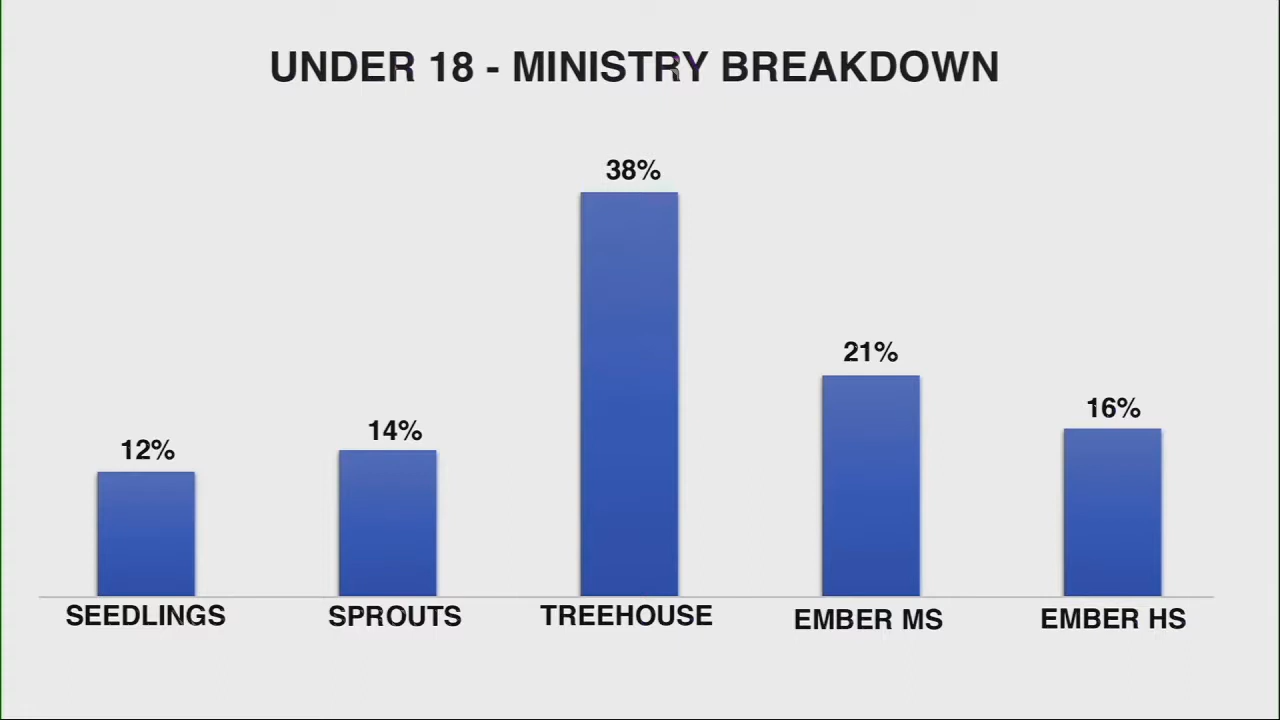 UNDER 18 - MINISTRY BREAKDOWN
38%
21%
16%
14%
12%
SEEDLINGS SPROUTS TREEHOUSE EMBER MS EMBER HS